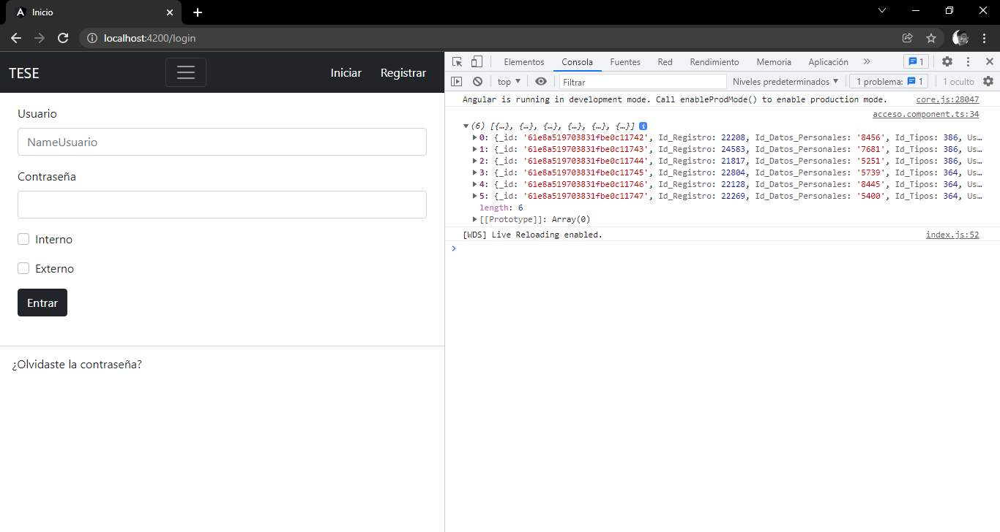 Inicio
localhost:4200/login
TESE
Iniciar Registrar
Usuario
NameUsuario
Contraseña
Interno
Externo
Entrar
¿Olvidaste la contraseña?
Elementos Consola Fuentes Red Rendimiento Memoria Aplicación » 1
top Filtrar Niveles predeterminados 1 problema: 1 1 oculto
Angular is running in development mode. Call enableProdMode() to enable production mode. core.js:28047
acceso.component.ts:34
(6) [{…}, {…}, {…}, {…}, {…}, {…}] i
0: {_id: '61e8a519703831fbe0c11742', Id_Registro: 22208, Id_Datos_Personales: '8456', Id_Tipos: 386, Us…
1: {_id: '61e8a519703831fbe0c11743', Id_Registro: 24583, Id_Datos_Personales: '7681', Id_Tipos: 386, Us…
2: {_id: '61e8a519703831fbe0c11744', Id_Registro: 21817, Id_Datos_Personales: '5251', Id_Tipos: 386, Us…
3: {_id: '61e8a519703831fbe0c11745', Id_Registro: 22804, Id_Datos_Personales: '5739', Id_Tipos: 364, Us…
4: {_id: '61e8a519703831fbe0c11746', Id_Registro: 22128, Id_Datos_Personales: '8445', Id_Tipos: 364, Us…
5: {_id: '61e8a519703831fbe0c11747', Id_Registro: 22269, Id_Datos_Personales: '5400', Id_Tipos: 364, Us…
length: 6
[[Prototype]]: Array(0)
[WDS] Live Reloading enabled. index.js:52